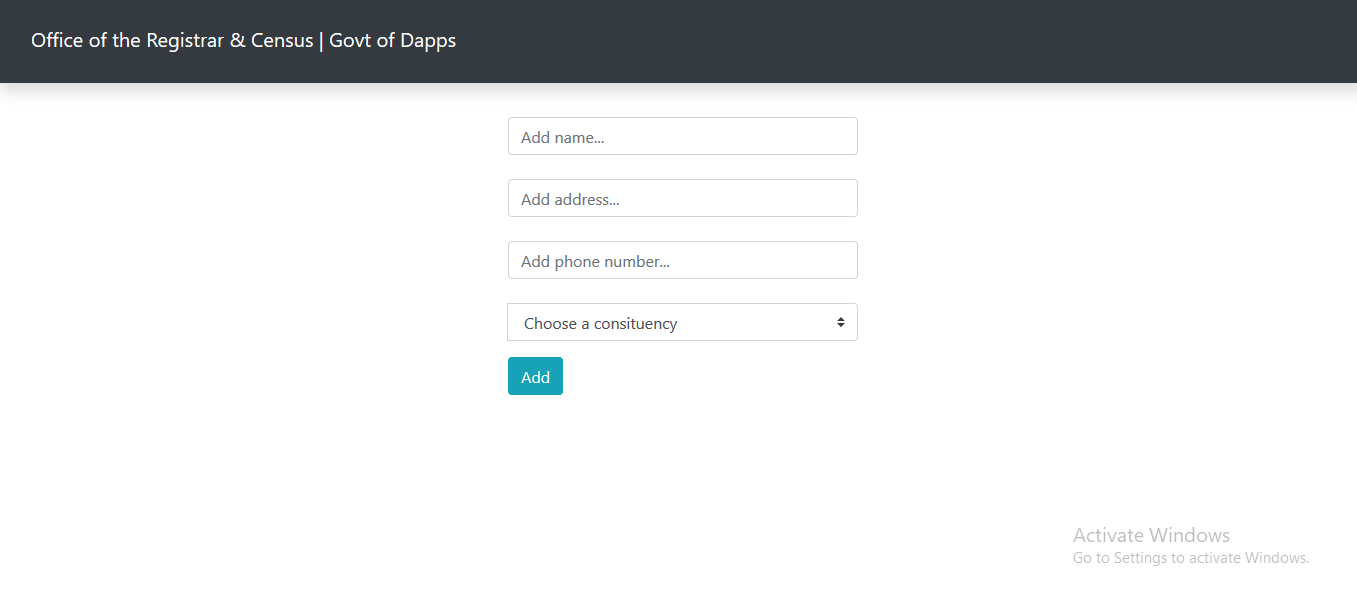 Office of the Registrar & Census | Govt of Dapps
Add name...
Add address...
Add phone number...
Choose a consituency
Add
Activate Windows
Go to Settings to activate Windows.